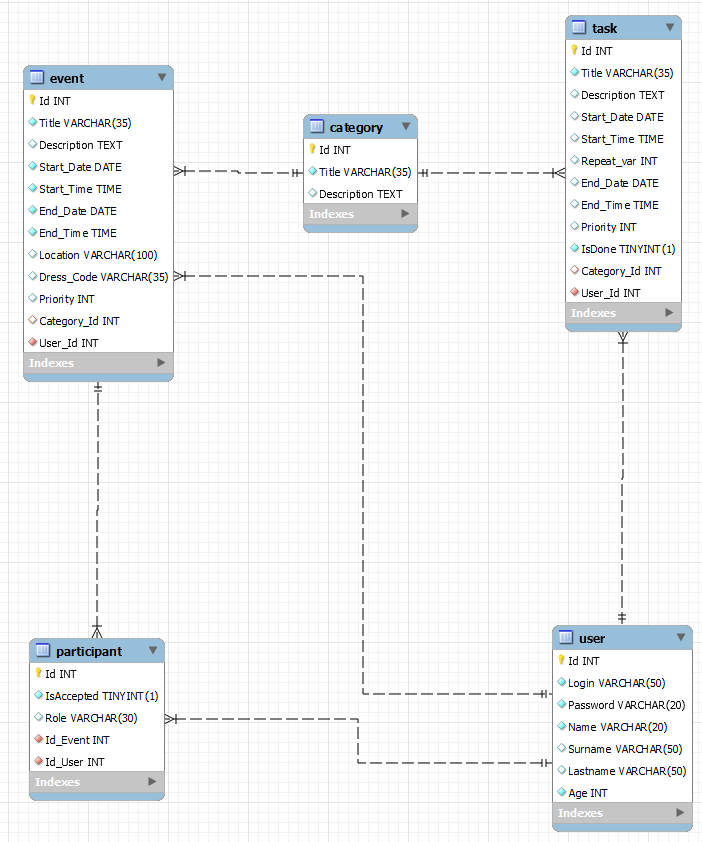 event
Id INT
Title VARCHAR(35)
Description TEXT
Start_Date DATE
Start_Time TIME
End_Date DATE
End_Time TIME
Location VARCHAR(100)
Dress_Code VARCHAR(35)
Priority INT
Category_Id INT
User_Id INT
Indexes
category
Id INT
Title VARCHAR(35)
Description TEXT
Indexes
task
Id INT
Title VARCHAR(35)
Description TEXT
Start_Date DATE
Start_Time TIME
Repeat_var INT
End_Date DATE
End_Time TIME
Priority INT
IsDone TINYINT(1)
Category_Id INT
User_Id INT
Indexes
participant
Id INT
IsAccepted TINYINT(1)
Role VARCHAR(30)
Id_Event INT
Id_User INT
Indexes
user
Id INT
Login VARCHAR(50)
Password VARCHAR(20)
Name VARCHAR(20)
Surname VARCHAR(50)
Lastname VARCHAR(50)
Age INT
Indexes